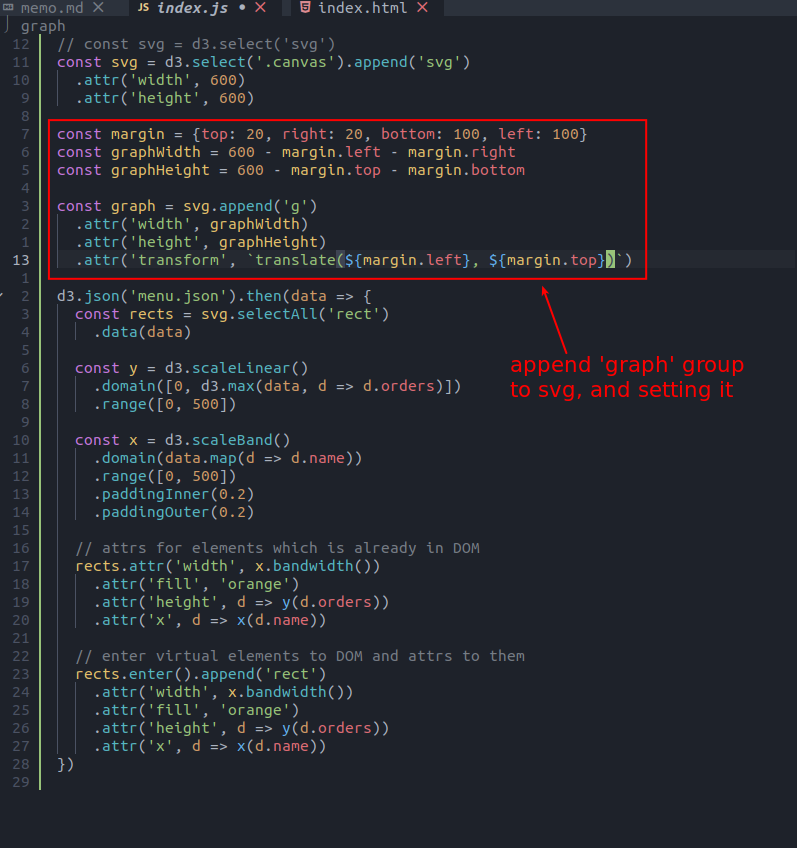 memo.md ✕ JS index.js ● ✕ index.html ✕
graph
12 // const svg = d3.select('svg')
11 const svg = d3.select('.canvas').append('svg')
10   .attr('width', 600)
9   .attr('height', 600)
8
7 const margin = {top: 20, right: 20, bottom: 100, left: 100}
6 const graphWidth = 600 - margin.left - margin.right
5 const graphHeight = 600 - margin.top - margin.bottom
4
3 const graph = svg.append('g')
2   .attr('width', graphWidth)
1   .attr('height', graphHeight)
13   .attr('transform', `translate(${margin.left}, ${margin.top})`)
1
2 d3.json('menu.json').then(data => {
3   const rects = svg.selectAll('rect')
4     .data(data)
5
6   const y = d3.scaleLinear()
7     .domain([0, d3.max(data, d => d.orders)])
8     .range([0, 500])
9
10   const x = d3.scaleBand()
11     .domain(data.map(d => d.name))
12     .range([0, 500])
13     .paddingInner(0.2)
14     .paddingOuter(0.2)
15
16   // attrs for elements which is already in DOM
17   rects.attr('width', x.bandwidth())
18     .attr('fill', 'orange')
19     .attr('height', d => y(d.orders))
20     .attr('x', d => x(d.name))
21
22   // enter virtual elements to DOM and attrs to them
23   rects.enter().append('rect')
24     .attr('width', x.bandwidth())
25     .attr('fill', 'orange')
26     .attr('height', d => y(d.orders))
27     .attr('x', d => x(d.name))
28 })
29
append 'graph' group
to svg, and setting it